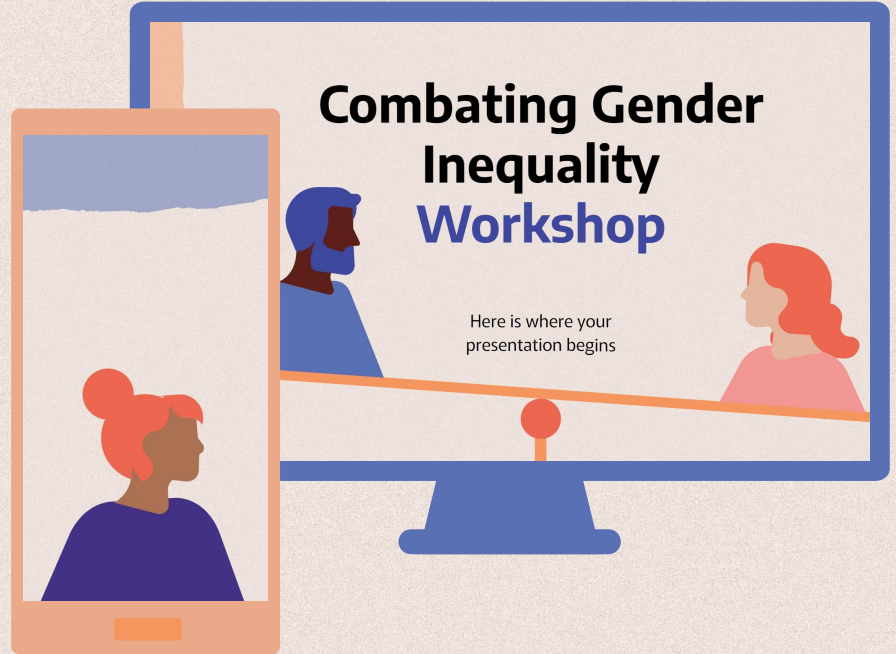 Combating Gender
Inequality
Workshop
Here is where your
presentation begins